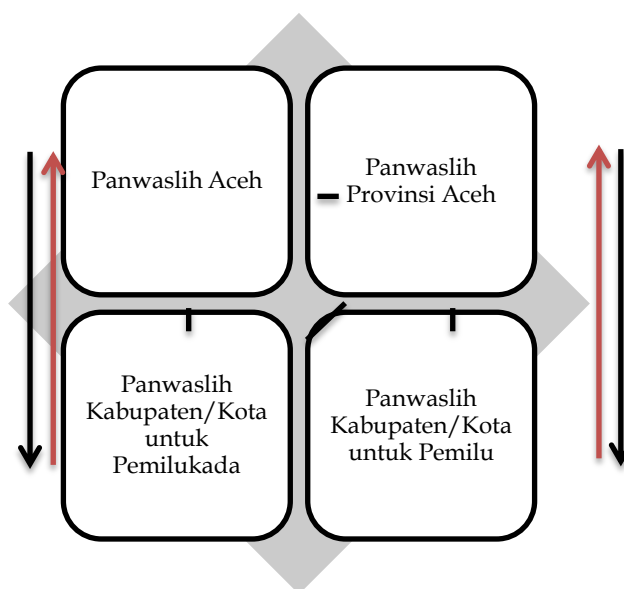 Panwaslih Aceh
Panwaslih
Provinsi Aceh
Panwaslih
Kabupaten/Kota
untuk
Pemilukada
Panwaslih
Kabupaten/Kota
untuk Pemilu